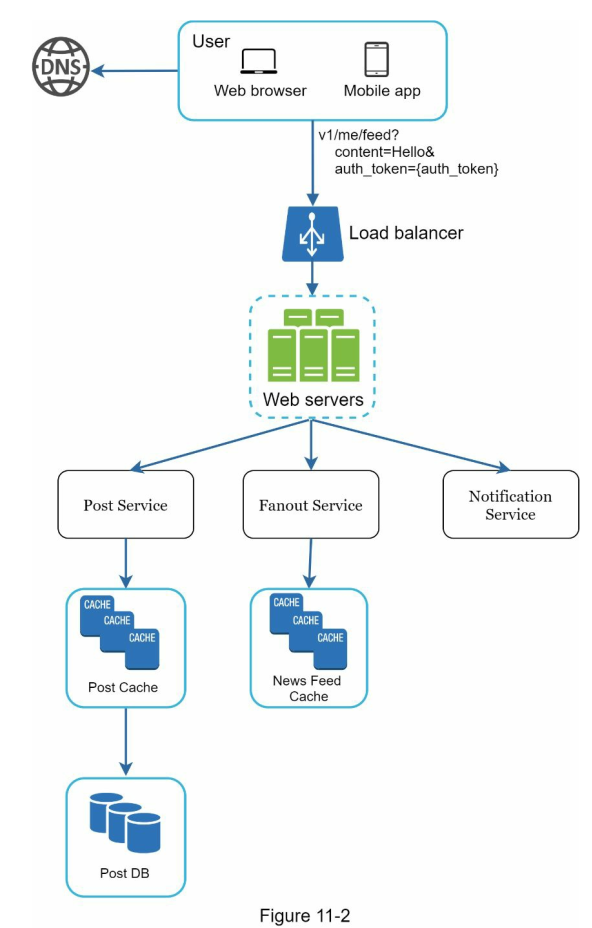 User
DNS
Web browser
Mobile app
v1/me/feed?
content=Hello&
auth_token={auth_token}
Load balancer
Web servers
Post Service
Fanout Service
Notification
Service
CACHE
CACHE
CACHE
Post Cache
CACHE
CACHE
CACHE
News Feed
Cache
Post DB
Figure 11-2